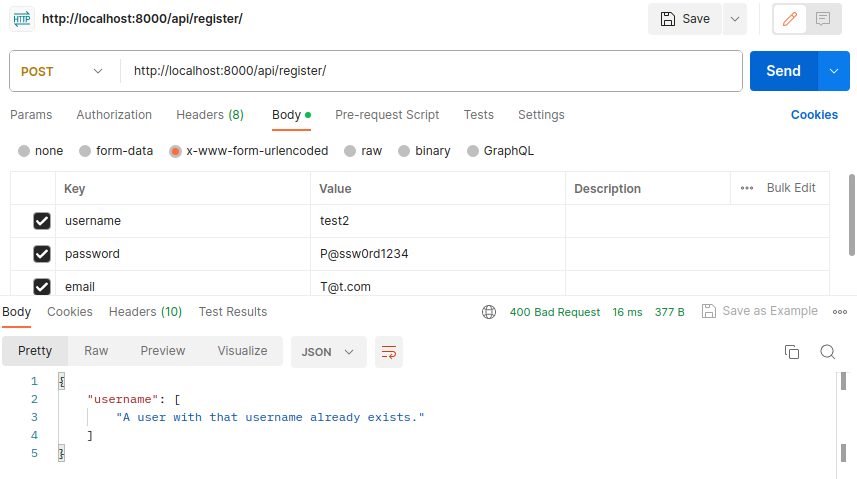 HTTP http://localhost:8000/api/register/ Save
POST http://localhost:8000/api/register/ Send
Params Authorization Headers (8) Body Pre-request Script Tests Settings Cookies
none form-data x-www-form-urlencoded raw binary GraphQL
Key Value Description Bulk Edit
username test2
password P@ssw0rd1234
email T@t.com
Body Cookies Headers (10) Test Results 400 Bad Request 16 ms 377 B Save as Example
Pretty Raw Preview Visualize JSON
1 {
2 "username": [
3 "A user with that username already exists."
4 ]
5 }